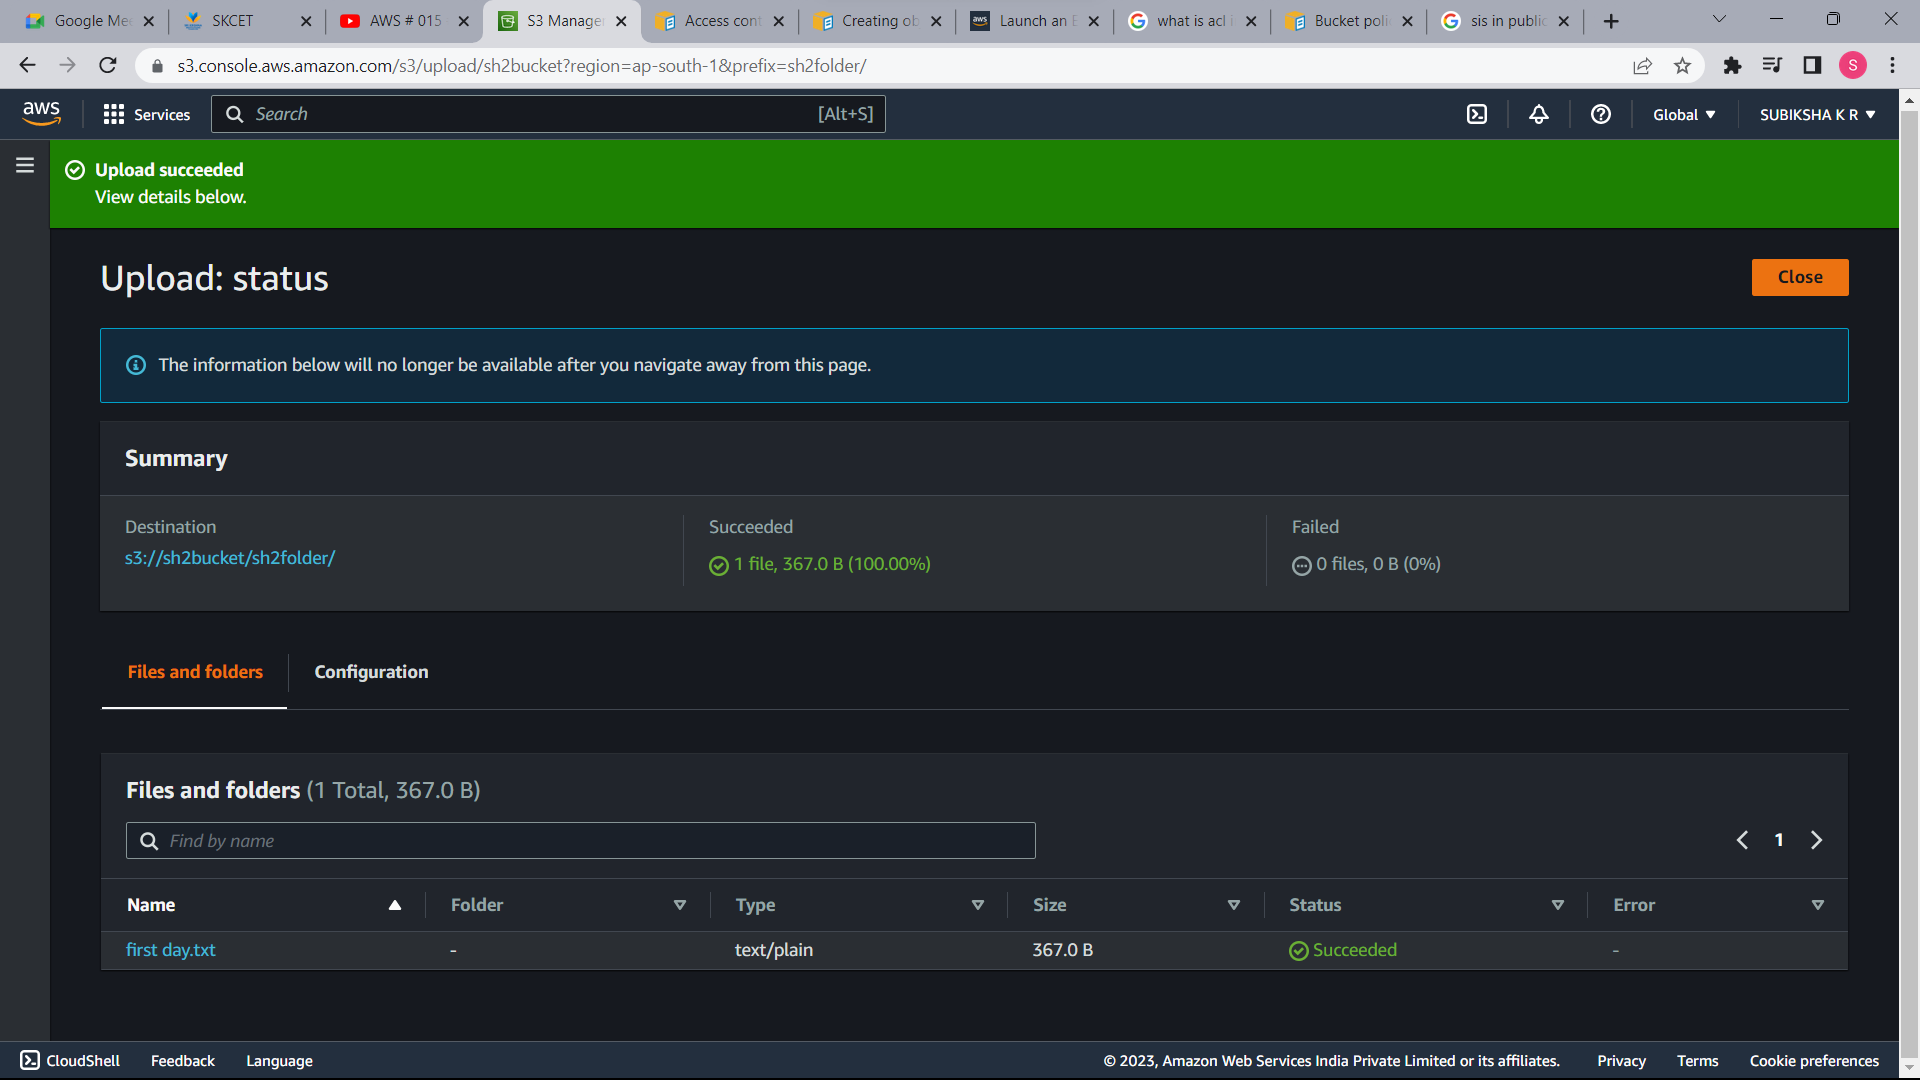 Google Me
SKCET
AWS # 015
S3 Manage
Access cont
Creating ob
aws
Launch an E
what is acl i
Bucket poli
sis in public
s3.console.aws.amazon.com/s3/upload/sh2bucket?region=ap-south-1&prefix=sh2folder/
S
aws
Services
Search
[Alt+S]
Global
SUBIKSHA K R
Upload succeeded
View details below.
Upload: status
Close
The information below will no longer be available after you navigate away from this page.
Summary
Destination
s3://sh2bucket/sh2folder/
Succeeded
1 file, 367.0 B (100.00%)
Failed
0 files, 0 B (0%)
Files and folders
Configuration
Files and folders (1 Total, 367.0 B)
Find by name
1
Name
Folder
Type
Size
Status
Error
first day.txt
-
text/plain
367.0 B
Succeeded
-
CloudShell
Feedback
Language
© 2023, Amazon Web Services India Private Limited or its affiliates.
Privacy
Terms
Cookie preferences